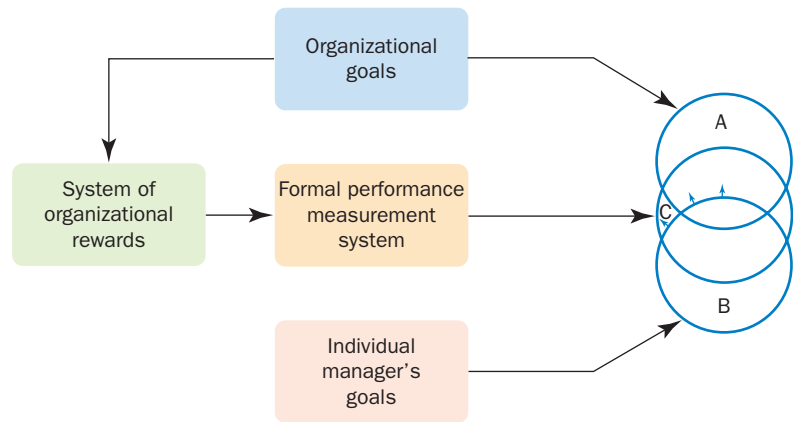 Organizational
goals
A
System of
organizational
rewards
Formal performance
measurement
system
C
B
Individual
manager's
goals